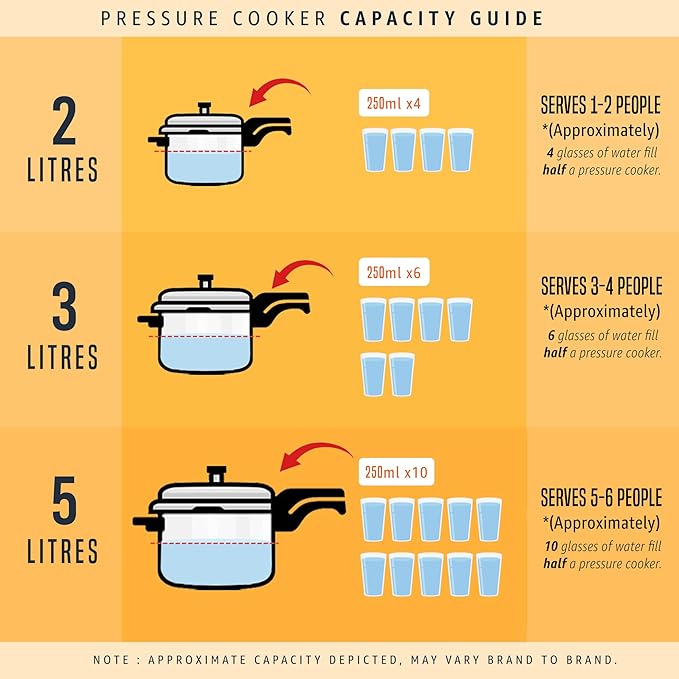 PRESSURE COOKER CAPACITY GUIDE
2
LITRES
250ml x4
SERVES 1-2 PEOPLE
*(Approximately)
4 glasses of water fill
half a pressure cooker.
3
LITRES
250ml x6
SERVES 3-4 PEOPLE
*(Approximately)
6 glasses of water fill
half a pressure cooker.
5
LITRES
250ml x10
SERVES 5-6 PEOPLE
*(Approximately)
10 glasses of water fill
half a pressure cooker.
NOTE : APPROXIMATE CAPACITY DEPICTED, MAY VARY BRAND TO BRAND.